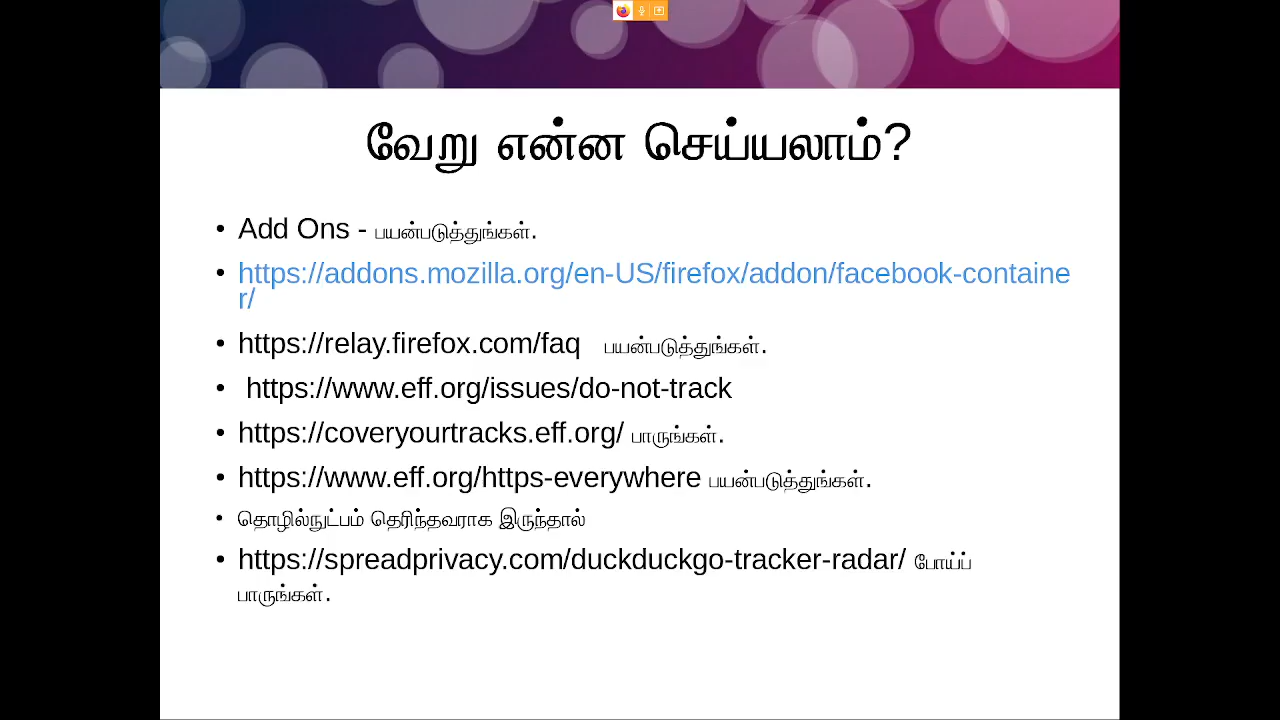 வேறு என்ன செய்யலாம்?
• Add Ons - பயன்படுத்துங்கள்.
• https://addons.mozilla.org/en-US/firefox/addon/facebook-containe
r/
• https://relay.firefox.com/faq பயன்படுத்துங்கள்.
• https://www.eff.org/issues/do-not-track
• https://coveryourtracks.eff.org/ பாருங்கள்.
• https://www.eff.org/https-everywhere பயன்படுத்துங்கள்.
• தொழில்நுட்பம் தெரிந்தவராக இருந்தால்
• https://spreadprivacy.com/duckduckgo-tracker-radar/ போய்ப்
பாருங்கள்.